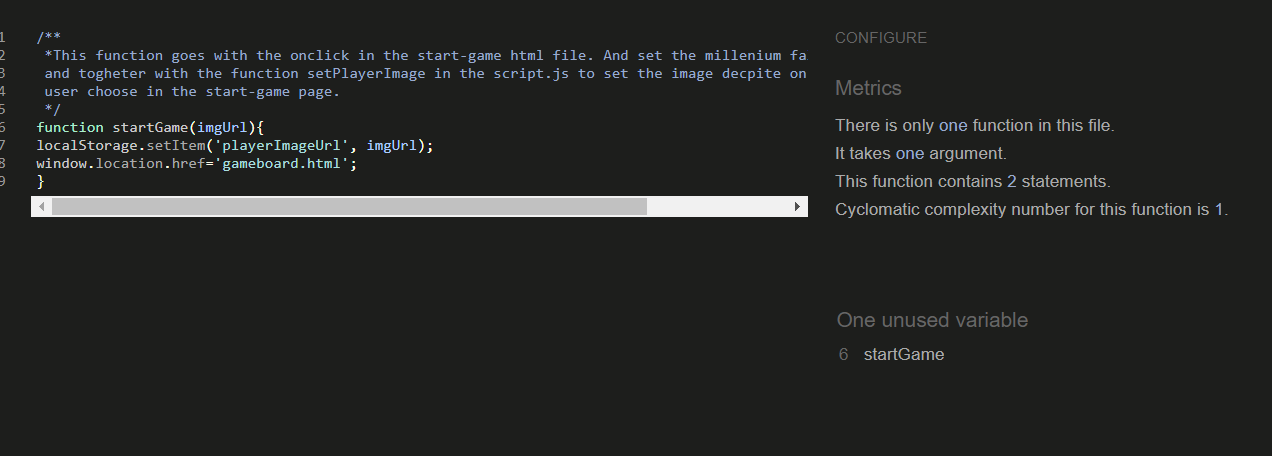 1 /**
2 *This function goes with the onclick in the start-game html file. And set the millenium fa
3 and togheter with the function setPlayerImage in the script.js to set the image decpite on
4 user choose in the start-game page.
5 */
6 function startGame(imgUrl){
7 localStorage.setItem('playerImageUrl', imgUrl);
8 window.location.href='gameboard.html';
9 }
CONFIGURE
Metrics
There is only one function in this file.
It takes one argument.
This function contains 2 statements.
Cyclomatic complexity number for this function is 1.
One unused variable
6 startGame